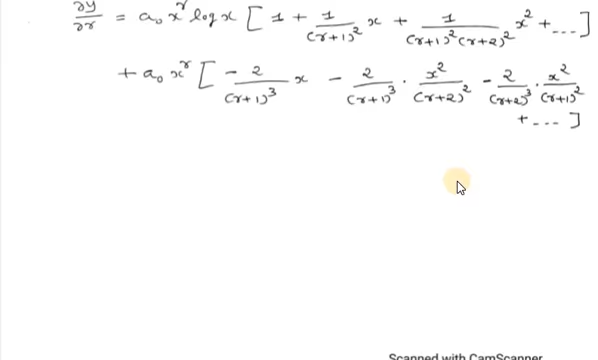 ∂y/∂r = a₀ x^r log x [ 1 + 1/(r+1)² x + 1/(r+1)²(r+2)² x² + .... ]
+ a₀ x^r [ -2/(r+1)³ x - 2/(r+1)³ · x²/(r+2)² - 2/(r+2)³ · x²/(r+1)²
+ .... ]
Scanned with CamScanner